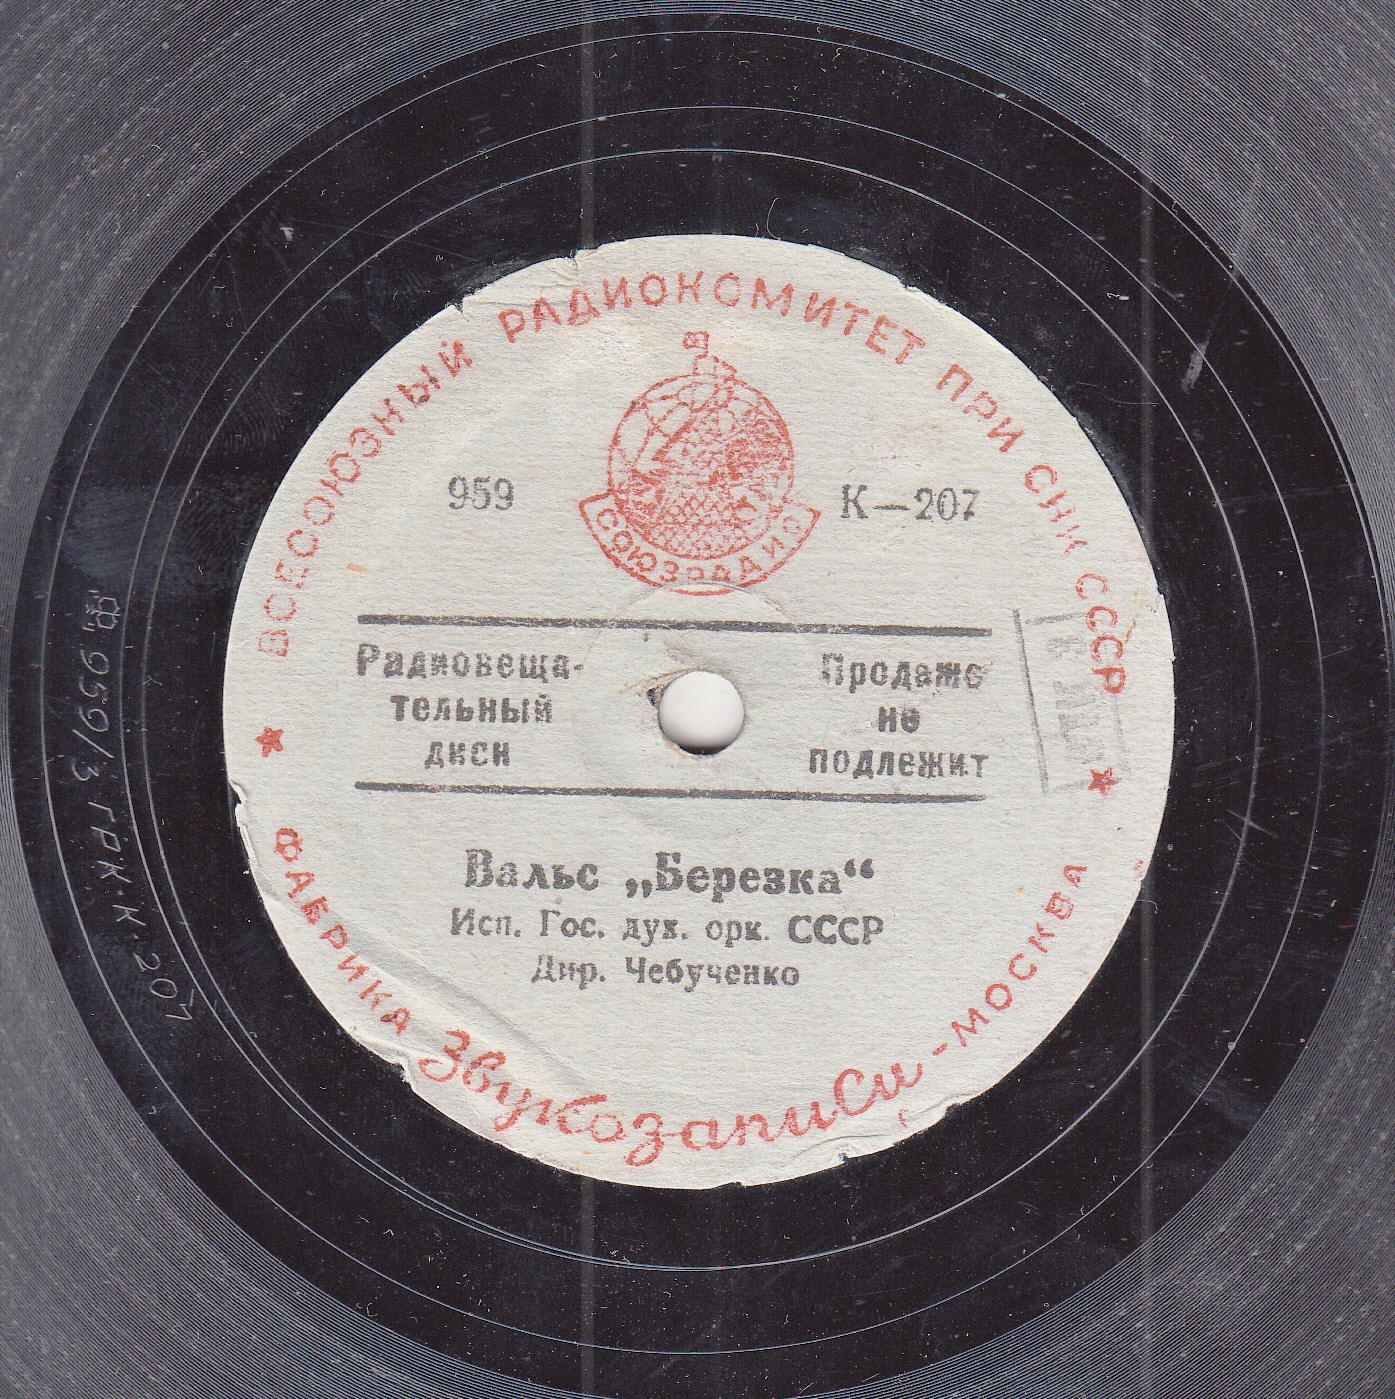 ВСЕСОЮЗНЫЙ РАДИОКОМИТЕТ ПРИ СНК СССР
СОЮЗРАДИО
959
К—207
Радиовеща-
тельный
диск
Продаже
не
подлежит
Вальс „Березка“
Исп. Гос. дух. орк. СССР
Дир. Чебученко
ФАБРИКА Звукозаписи - МОСКВА
959/3 ГРК К-207